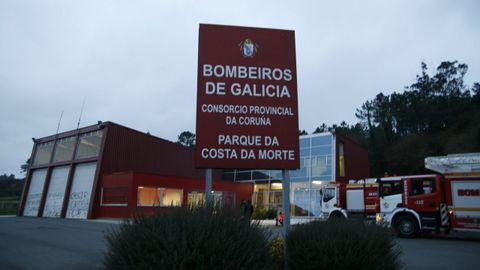 BOMBEIROS
DE GALICIA
CONSORCIO PROVINCIAL
DA CORUÑA
PARQUE DA
COSTA DA MORTE